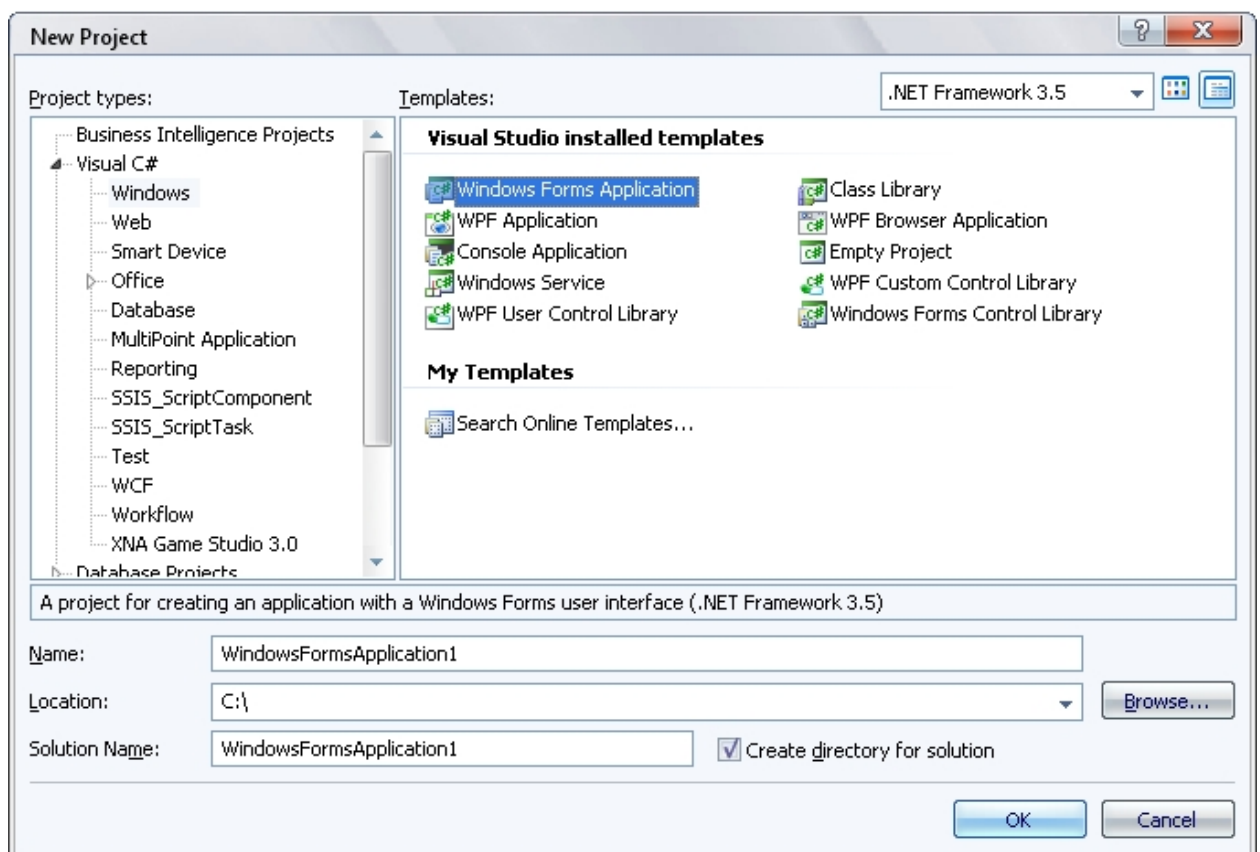 New Project
Project types:
Templates:
.NET Framework 3.5
Business Intelligence Projects
Visual C#
Windows
Web
Smart Device
Office
Database
MultiPoint Application
Reporting
SSIS_ScriptComponent
SSIS_ScriptTask
Test
WCF
Workflow
XNA Game Studio 3.0
Database Projects
Visual Studio installed templates
Windows Forms Application
Class Library
WPF Application
WPF Browser Application
Console Application
Empty Project
Windows Service
WPF Custom Control Library
WPF User Control Library
Windows Forms Control Library
My Templates
Search Online Templates...
A project for creating an application with a Windows Forms user interface (.NET Framework 3.5)
Name:
WindowsFormsApplication1
Location:
C:\
Browse...
Solution Name:
WindowsFormsApplication1
Create directory for solution
OK
Cancel